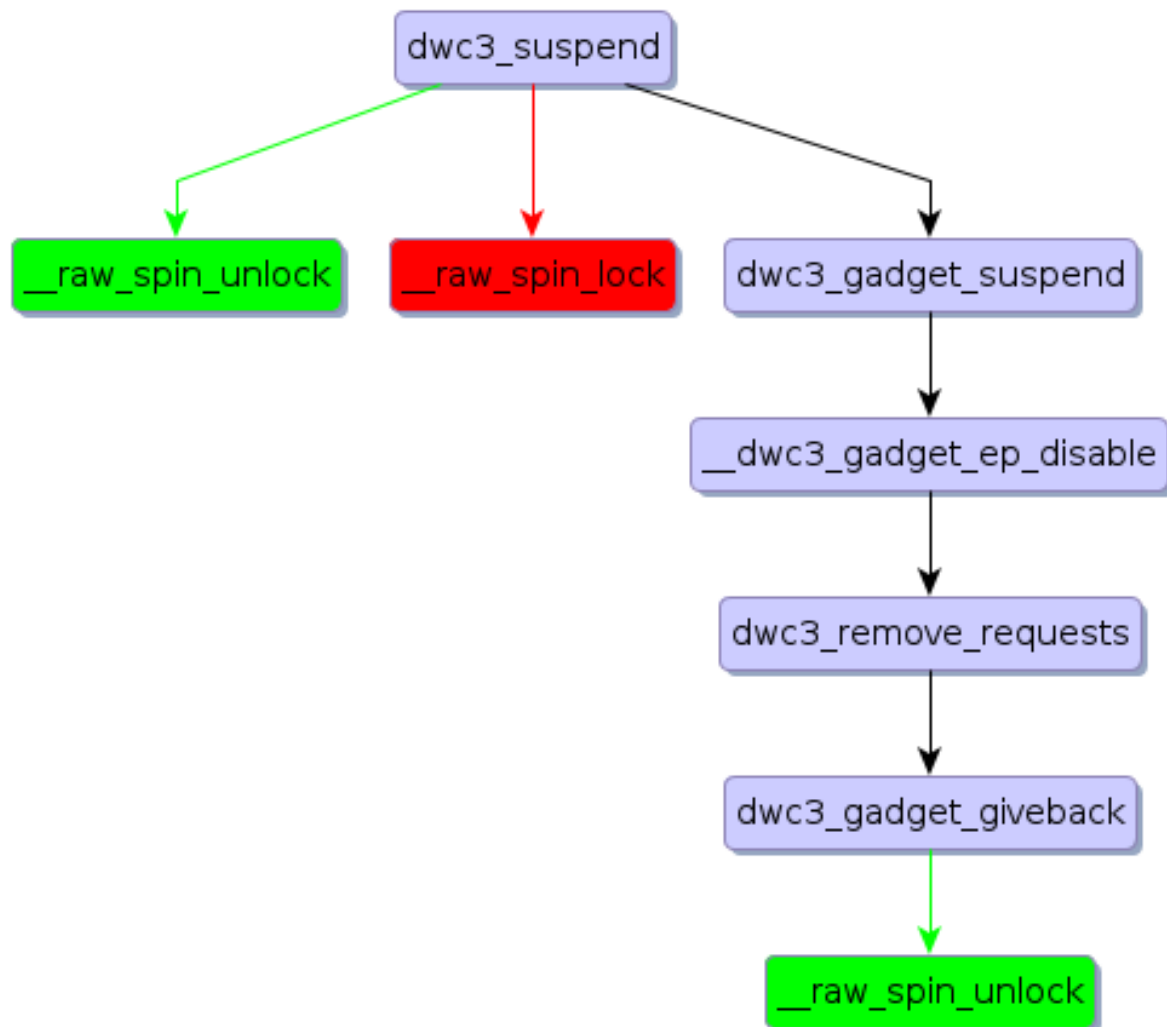 dwc3_suspend
__raw_spin_unlock
__raw_spin_lock
dwc3_gadget_suspend
__dwc3_gadget_ep_disable
dwc3_remove_requests
dwc3_gadget_giveback
__raw_spin_unlock